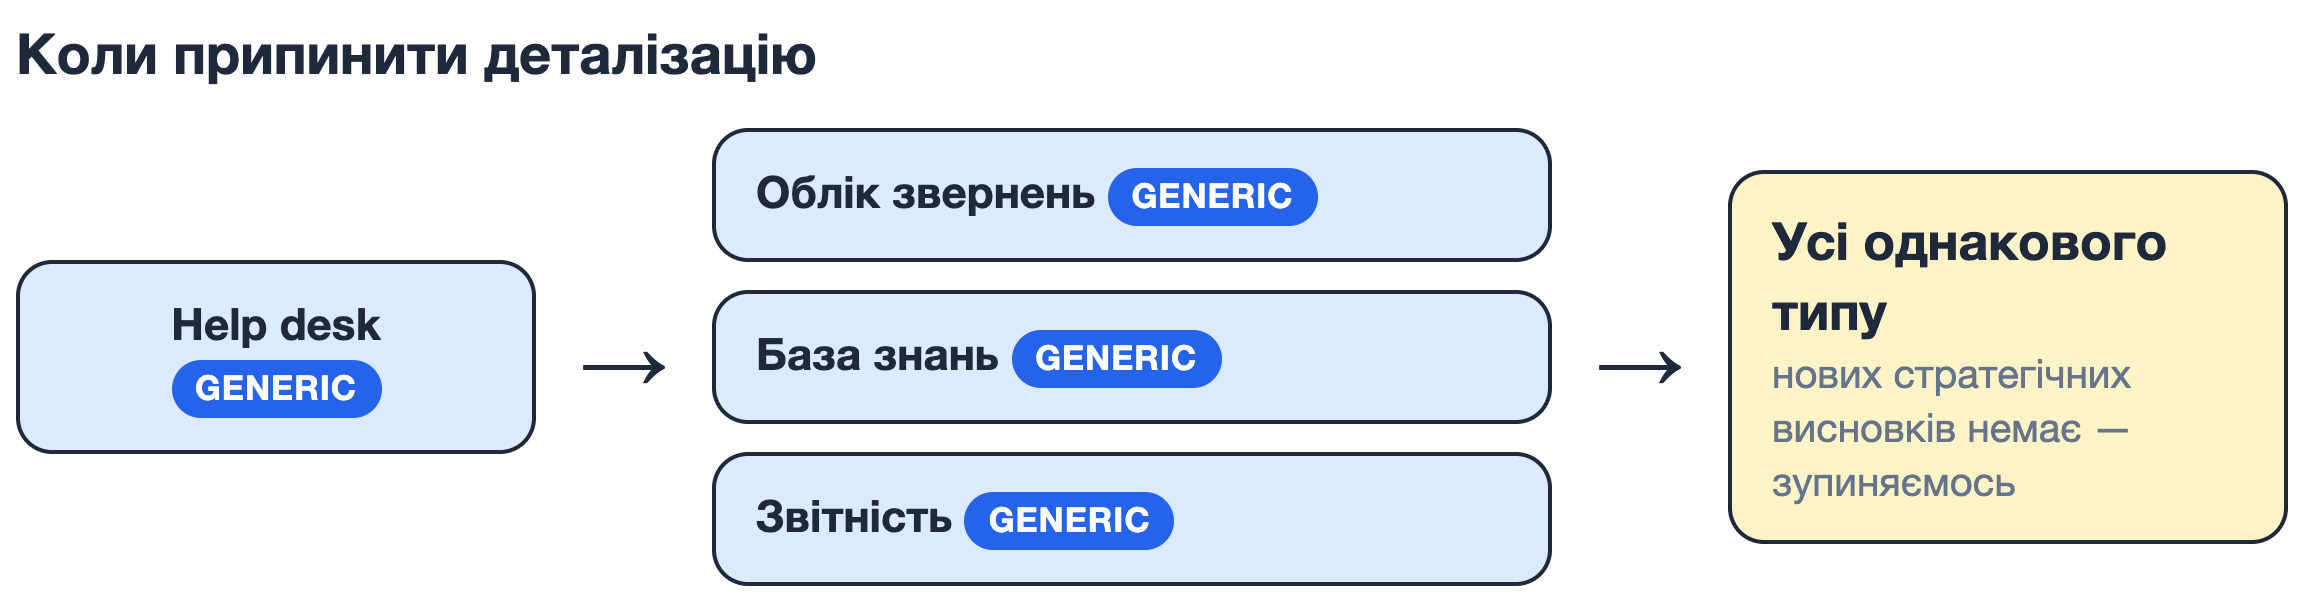 Коли припинити деталізацію
Help desk
GENERIC
Облік звернень GENERIC
База знань GENERIC
Звітність GENERIC
Усі однакового
типу
нових стратегічних
висновків немає —
зупиняємось